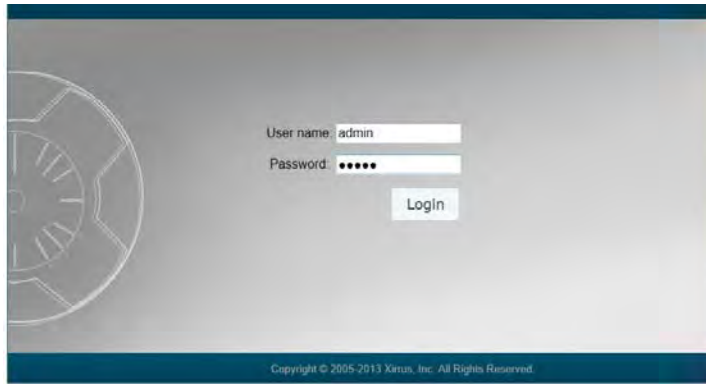 User name: admin
Password: •••••
LogIn
Copyright © 2005-2013 Xirrus, Inc. All Rights Reserved.